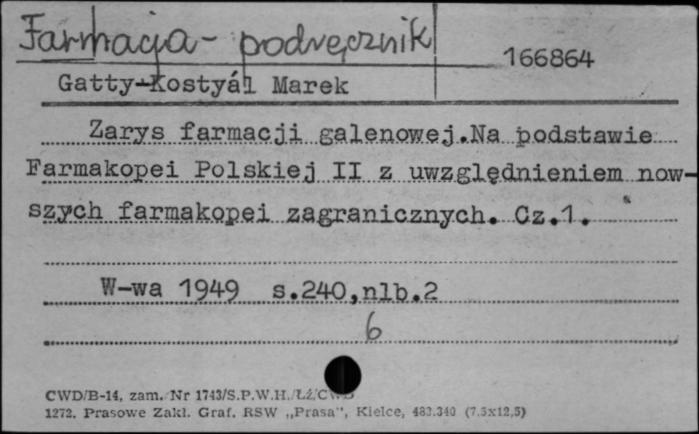 Farmacja - podręcznik
166864
Gatty-Kostyál Marek
Zarys farmacji galenowej.Na podstawie
Farmakopei Polskiej II z uwzględnieniem now-
szych farmakopei zagranicznych. Cz.1.
W-wa 1949 s.240,nlb.2
6
CWD/B-14, zam. Nr 1743/S.P.W.H./Łź/CWD
1272. Prasowe Zakł. Graf. RSW „Prasa", Kielce, 483.340 (7,5x12,5)